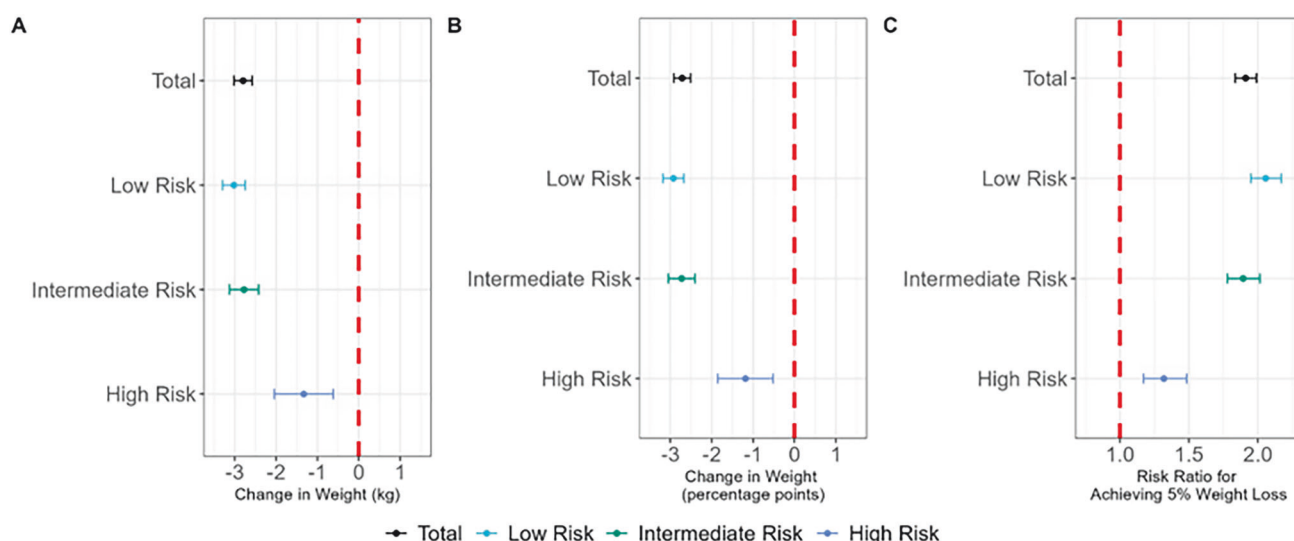 A
Total
Low Risk
Intermediate Risk
High Risk
-3 -2 -1 0 1
Change in Weight (kg)
B
Total
Low Risk
Intermediate Risk
High Risk
-3 -2 -1 0 1
Change in Weight
(percentage points)
C
Total
Low Risk
Intermediate Risk
High Risk
1.0 1.5 2.0
Risk Ratio for
Achieving 5% Weight Loss
Total Low Risk Intermediate Risk High Risk